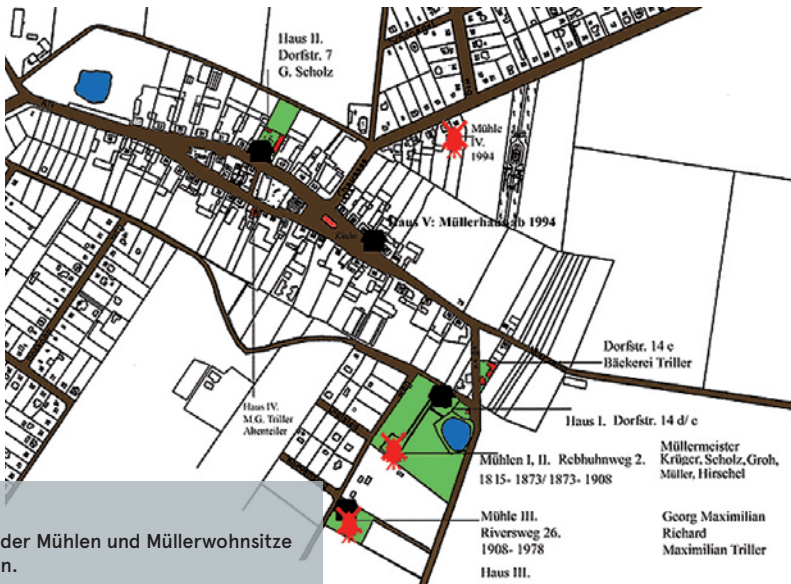 Haus II.
Dorfstr. 7
G. Scholz
Mühle
IV.
1994
Haus V: Müllerhaus ab 1994
Dorfstr. 14 e
Bäckerei Triller
Haus IV.
M.G. Triller
Altenteiler
Haus I. Dorfstr. 14 d/ c
Mühlen I, II. Rebhuhnweg 2.
1815- 1873/ 1873- 1908
Müllermeister
Krüger, Scholz, Groh,
Müller, Hirschel
Mühle III.
Riversweg 26.
1908- 1978
Haus III.
Georg Maximilian
Richard
Maximilian Triller
der Mühlen und Müllerwohnsitze
n.